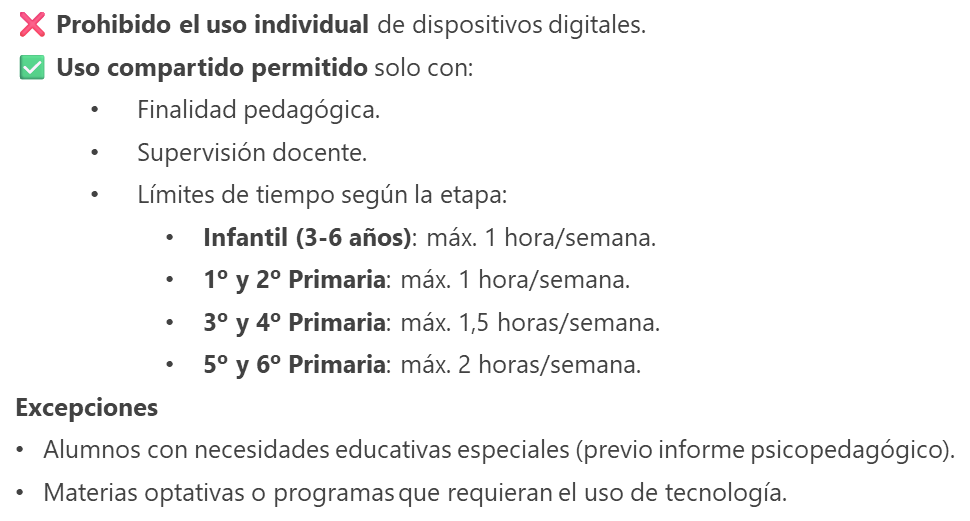 ❌ Prohibido el uso individual de dispositivos digitales.
✅ Uso compartido permitido solo con:
• Finalidad pedagógica.
• Supervisión docente.
• Límites de tiempo según la etapa:
• Infantil (3-6 años): máx. 1 hora/semana.
• 1º y 2º Primaria: máx. 1 hora/semana.
• 3º y 4º Primaria: máx. 1,5 horas/semana.
• 5º y 6º Primaria: máx. 2 horas/semana.
Excepciones
• Alumnos con necesidades educativas especiales (previo informe psicopedagógico).
• Materias optativas o programas que requieran el uso de tecnología.